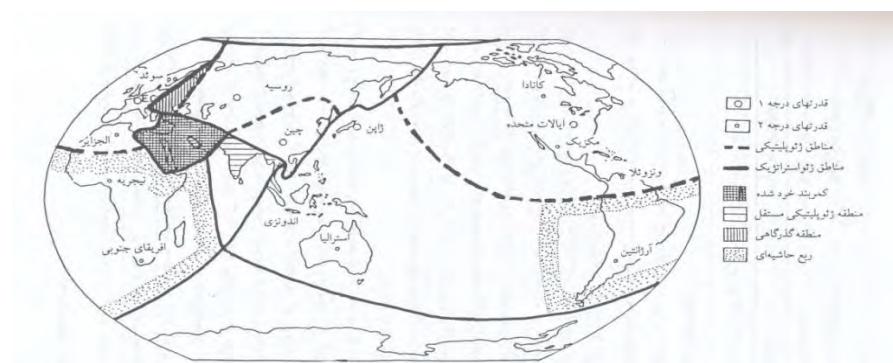 سوئد
روسیه
کانادا
ایالات متحده
مکزیک
چین
ژاپن
الجزایر
ونزوئلا
نیجریه
اندونزی
استرالیا
آرژانتین
افریقای جنوبی
قدرتهای درجه ۱
قدرتهای درجه ۲
مناطق ژئوپلیتیکی
مناطق ژئواستراتژیک
کمربند خرد شده
منطقه ژئوپلیتیکی مستقل
منطقه گذرگاهی
ربع حاشیه‌ای